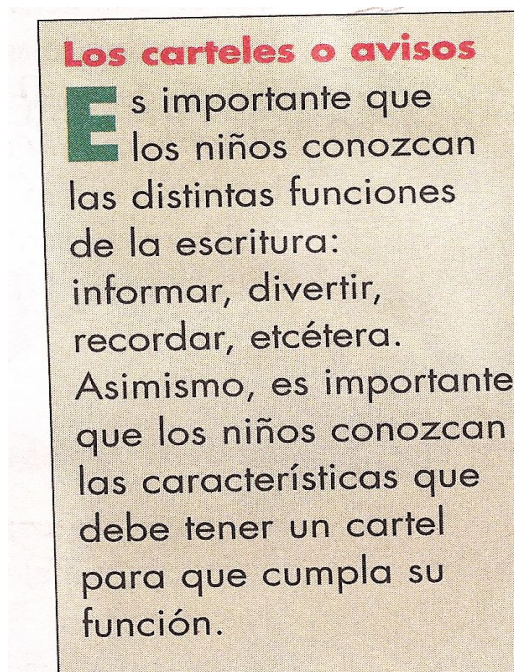 Los carteles o avisos
Es importante que
los niños conozcan
las distintas funciones
de la escritura:
informar, divertir,
recordar, etcétera.
Asimismo, es importante
que los niños conozcan
las características que
debe tener un cartel
para que cumpla su
función.